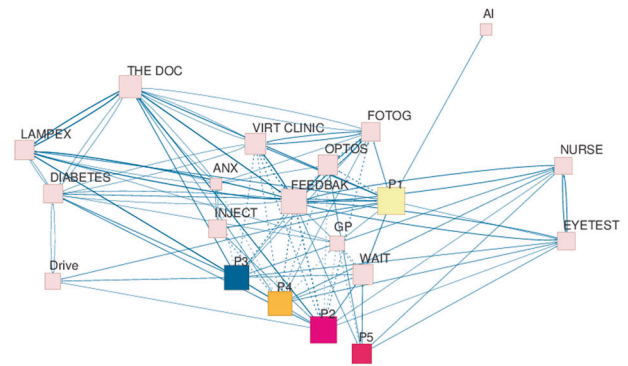 AI
THE DOC
FOTOG
VIRT CLINIC
LAMPEX
OPTOS
NURSE
ANX
DIABETES
P1
FEEDBAK
INJECT
EYETEST
GP
WAIT
P3
Drive
P4
P2
P5